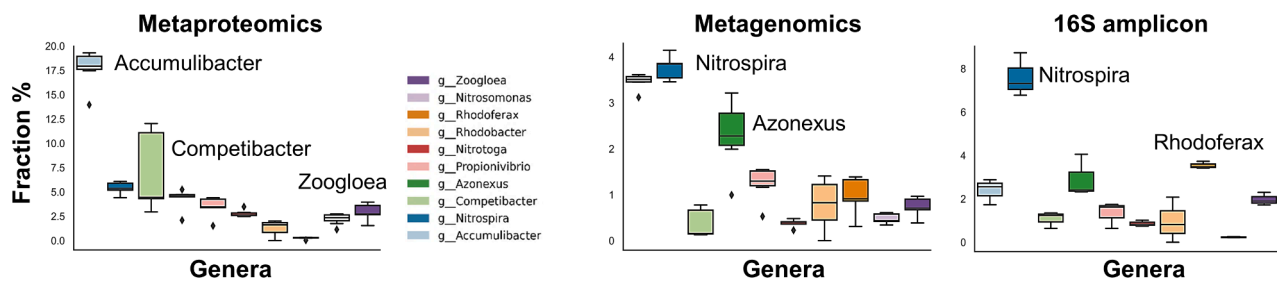 Metaproteomics
Metagenomics
16S amplicon
Fraction %
20.0
17.5
15.0
12.5
10.0
7.5
5.0
2.5
0.0
Accumulibacter
Competibacter
Zoogloea
Genera
g__Zoogloea
g__Nitrosomonas
g__Rhodoferax
g__Rhodobacter
g__Nitrotoga
g__Propionivibrio
g__Azonexus
g__Competibacter
g__Nitrospira
g__Accumulibacter
4
3
2
1
0
Nitrospira
Azonexus
Genera
8
6
4
2
0
Nitrospira
Rhodoferax
Genera